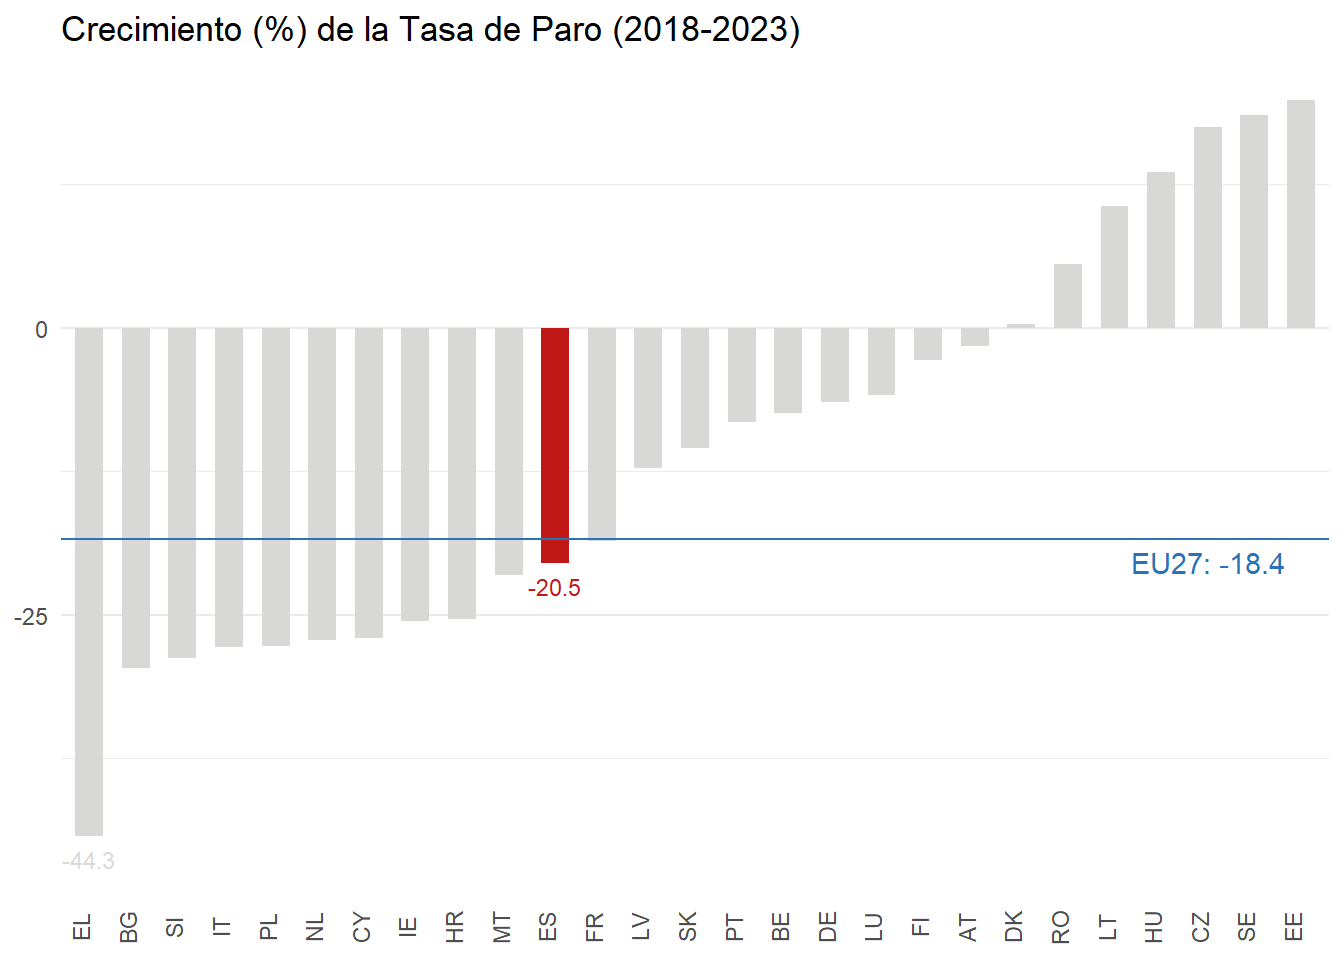 Crecimiento (%) de la Tasa de Paro (2018-2023)
0
EU27: -18.4
-20.5
-25
-44.3
EL BG SI IT PL NL CY IE HR MT ES FR LV SK PT BE DE LU FI AT DK RO LT HU CZ SE EE